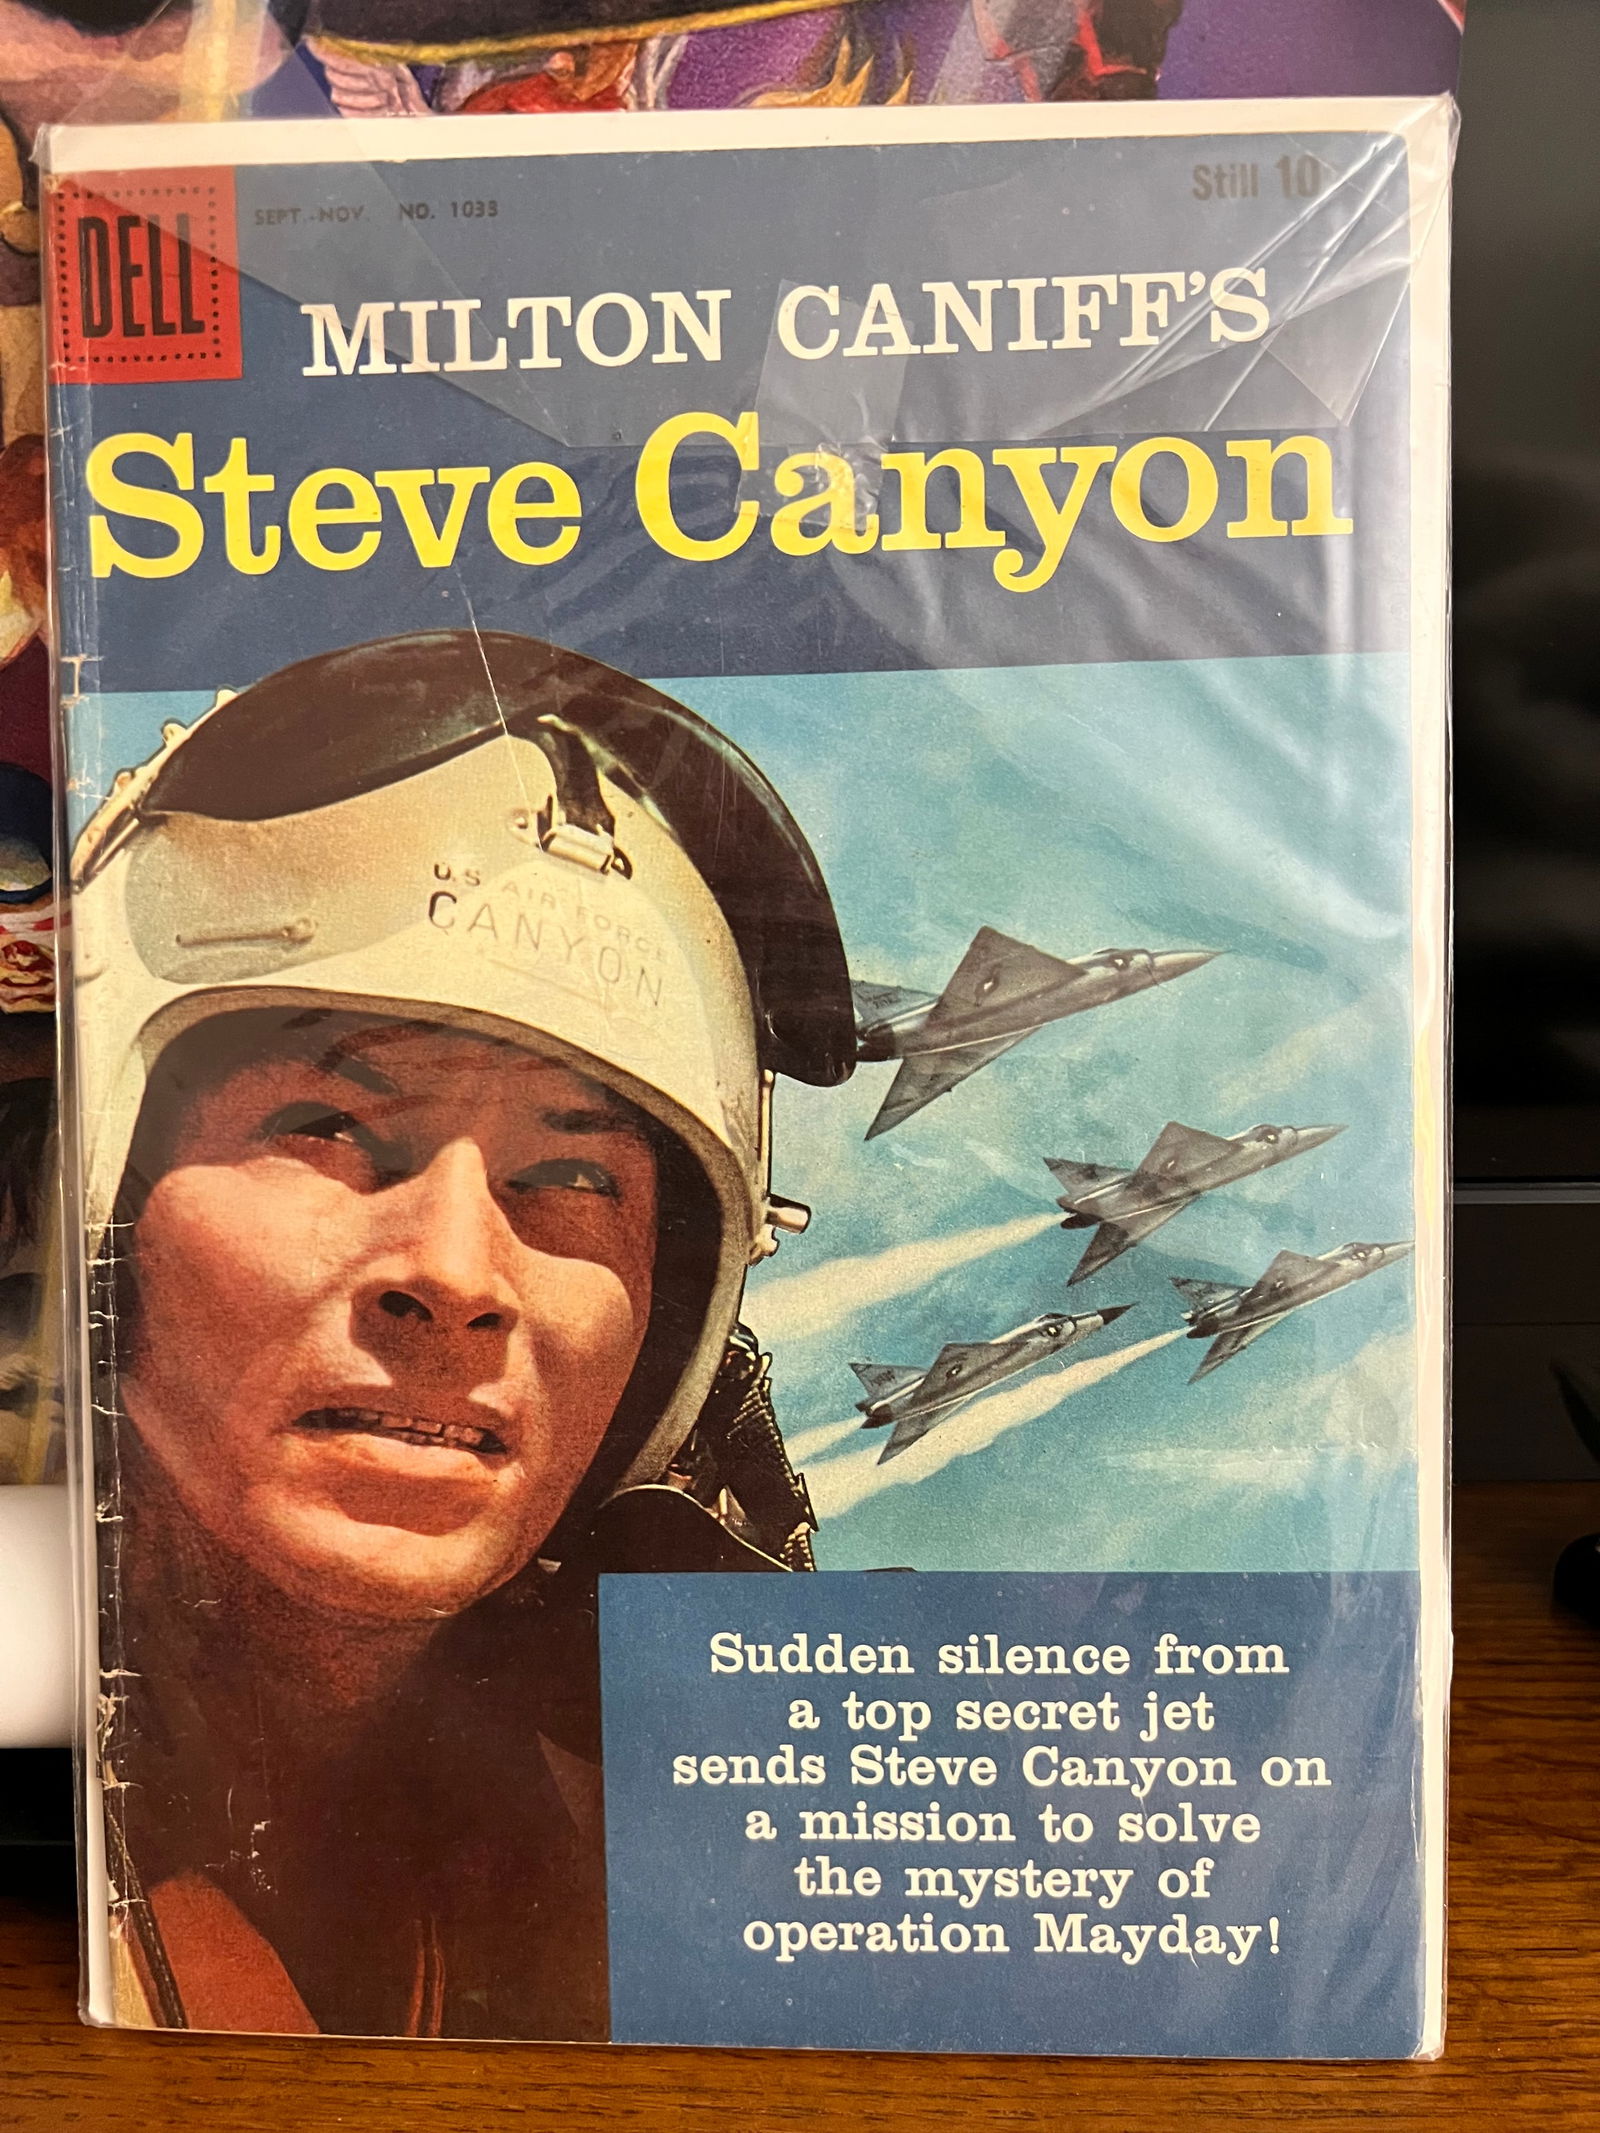 DELL
SEPT.-NOV. NO. 1033
Still 10
MILTON CANIFF'S
Steve Canyon
U.S AIR FORCE
CANYON
Sudden silence from
a top secret jet
sends Steve Canyon on
a mission to solve
the mystery of
operation Mayday!